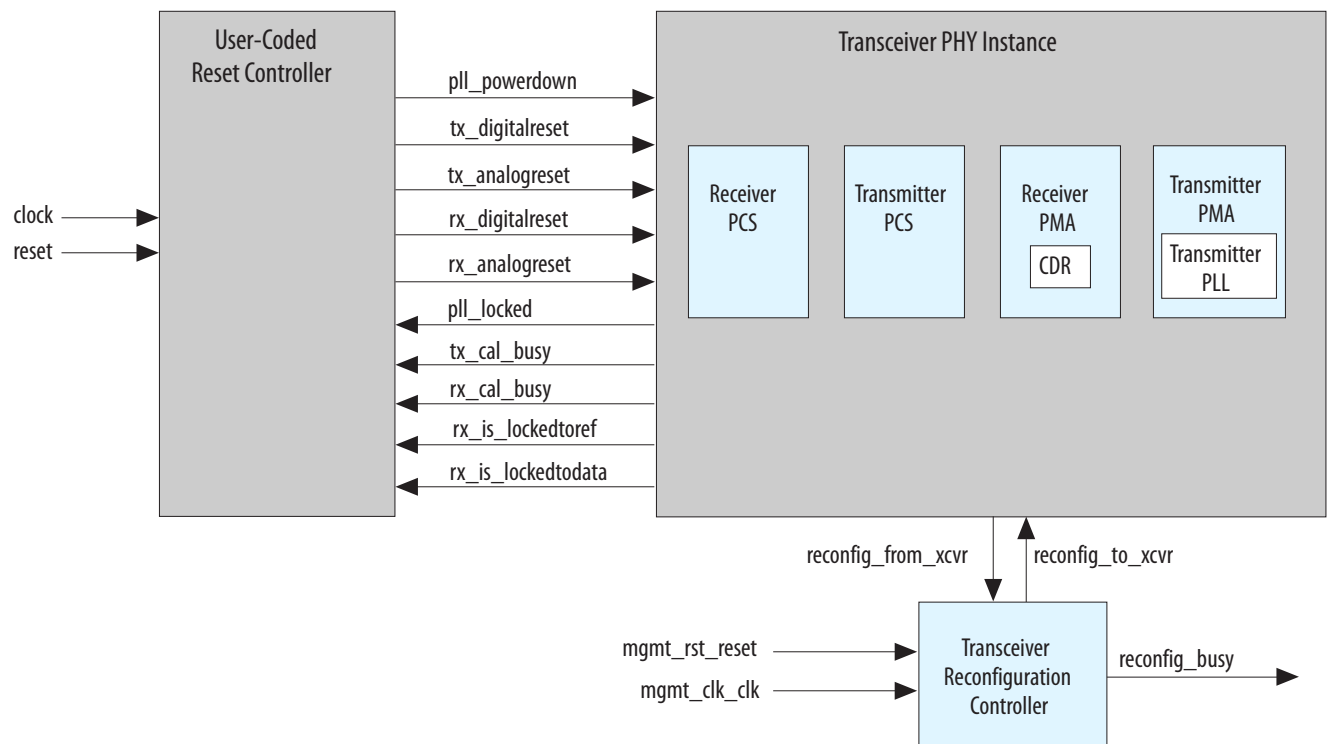 User-Coded
Reset Controller
Transceiver PHY Instance
pll_powerdown
tx_digitalreset
tx_analogreset
rx_digitalreset
rx_analogreset
pll_locked
tx_cal_busy
rx_cal_busy
rx_is_lockedtoref
rx_is_lockedtodata
clock
reset
Receiver
PCS
Transmitter
PCS
Receiver
PMA
CDR
Transmitter
PMA
Transmitter
PLL
reconfig_from_xcvr
reconfig_to_xcvr
mgmt_rst_reset
mgmt_clk_clk
Transceiver
Reconfiguration
Controller
reconfig_busy